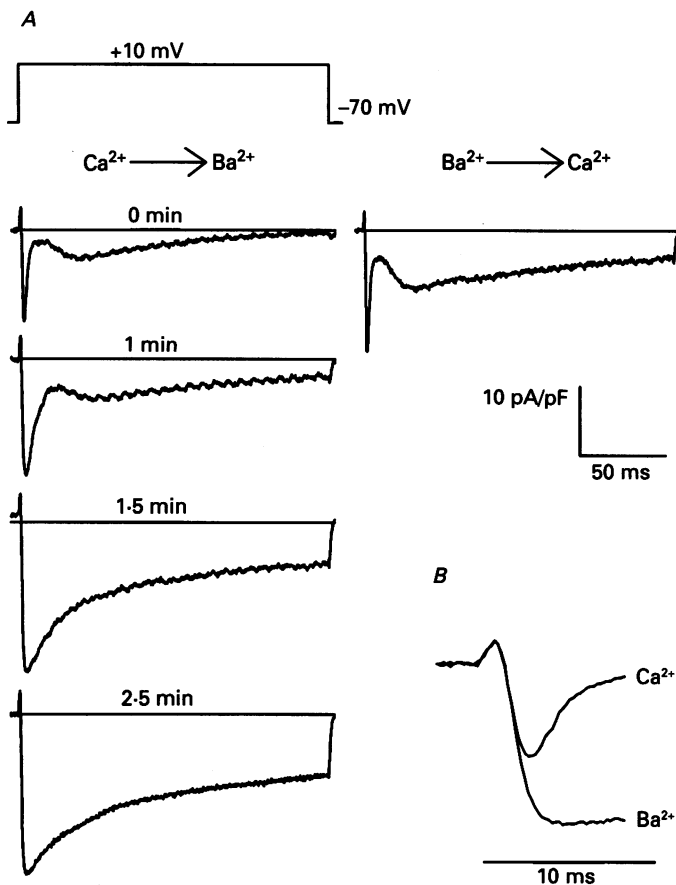 A
+10 mV
–70 mV
Ca²⁺ → Ba²⁺
Ba²⁺ → Ca²⁺
0 min
1 min
10 pA/pF
50 ms
1·5 min
B
Ca²⁺
2·5 min
Ba²⁺
10 ms